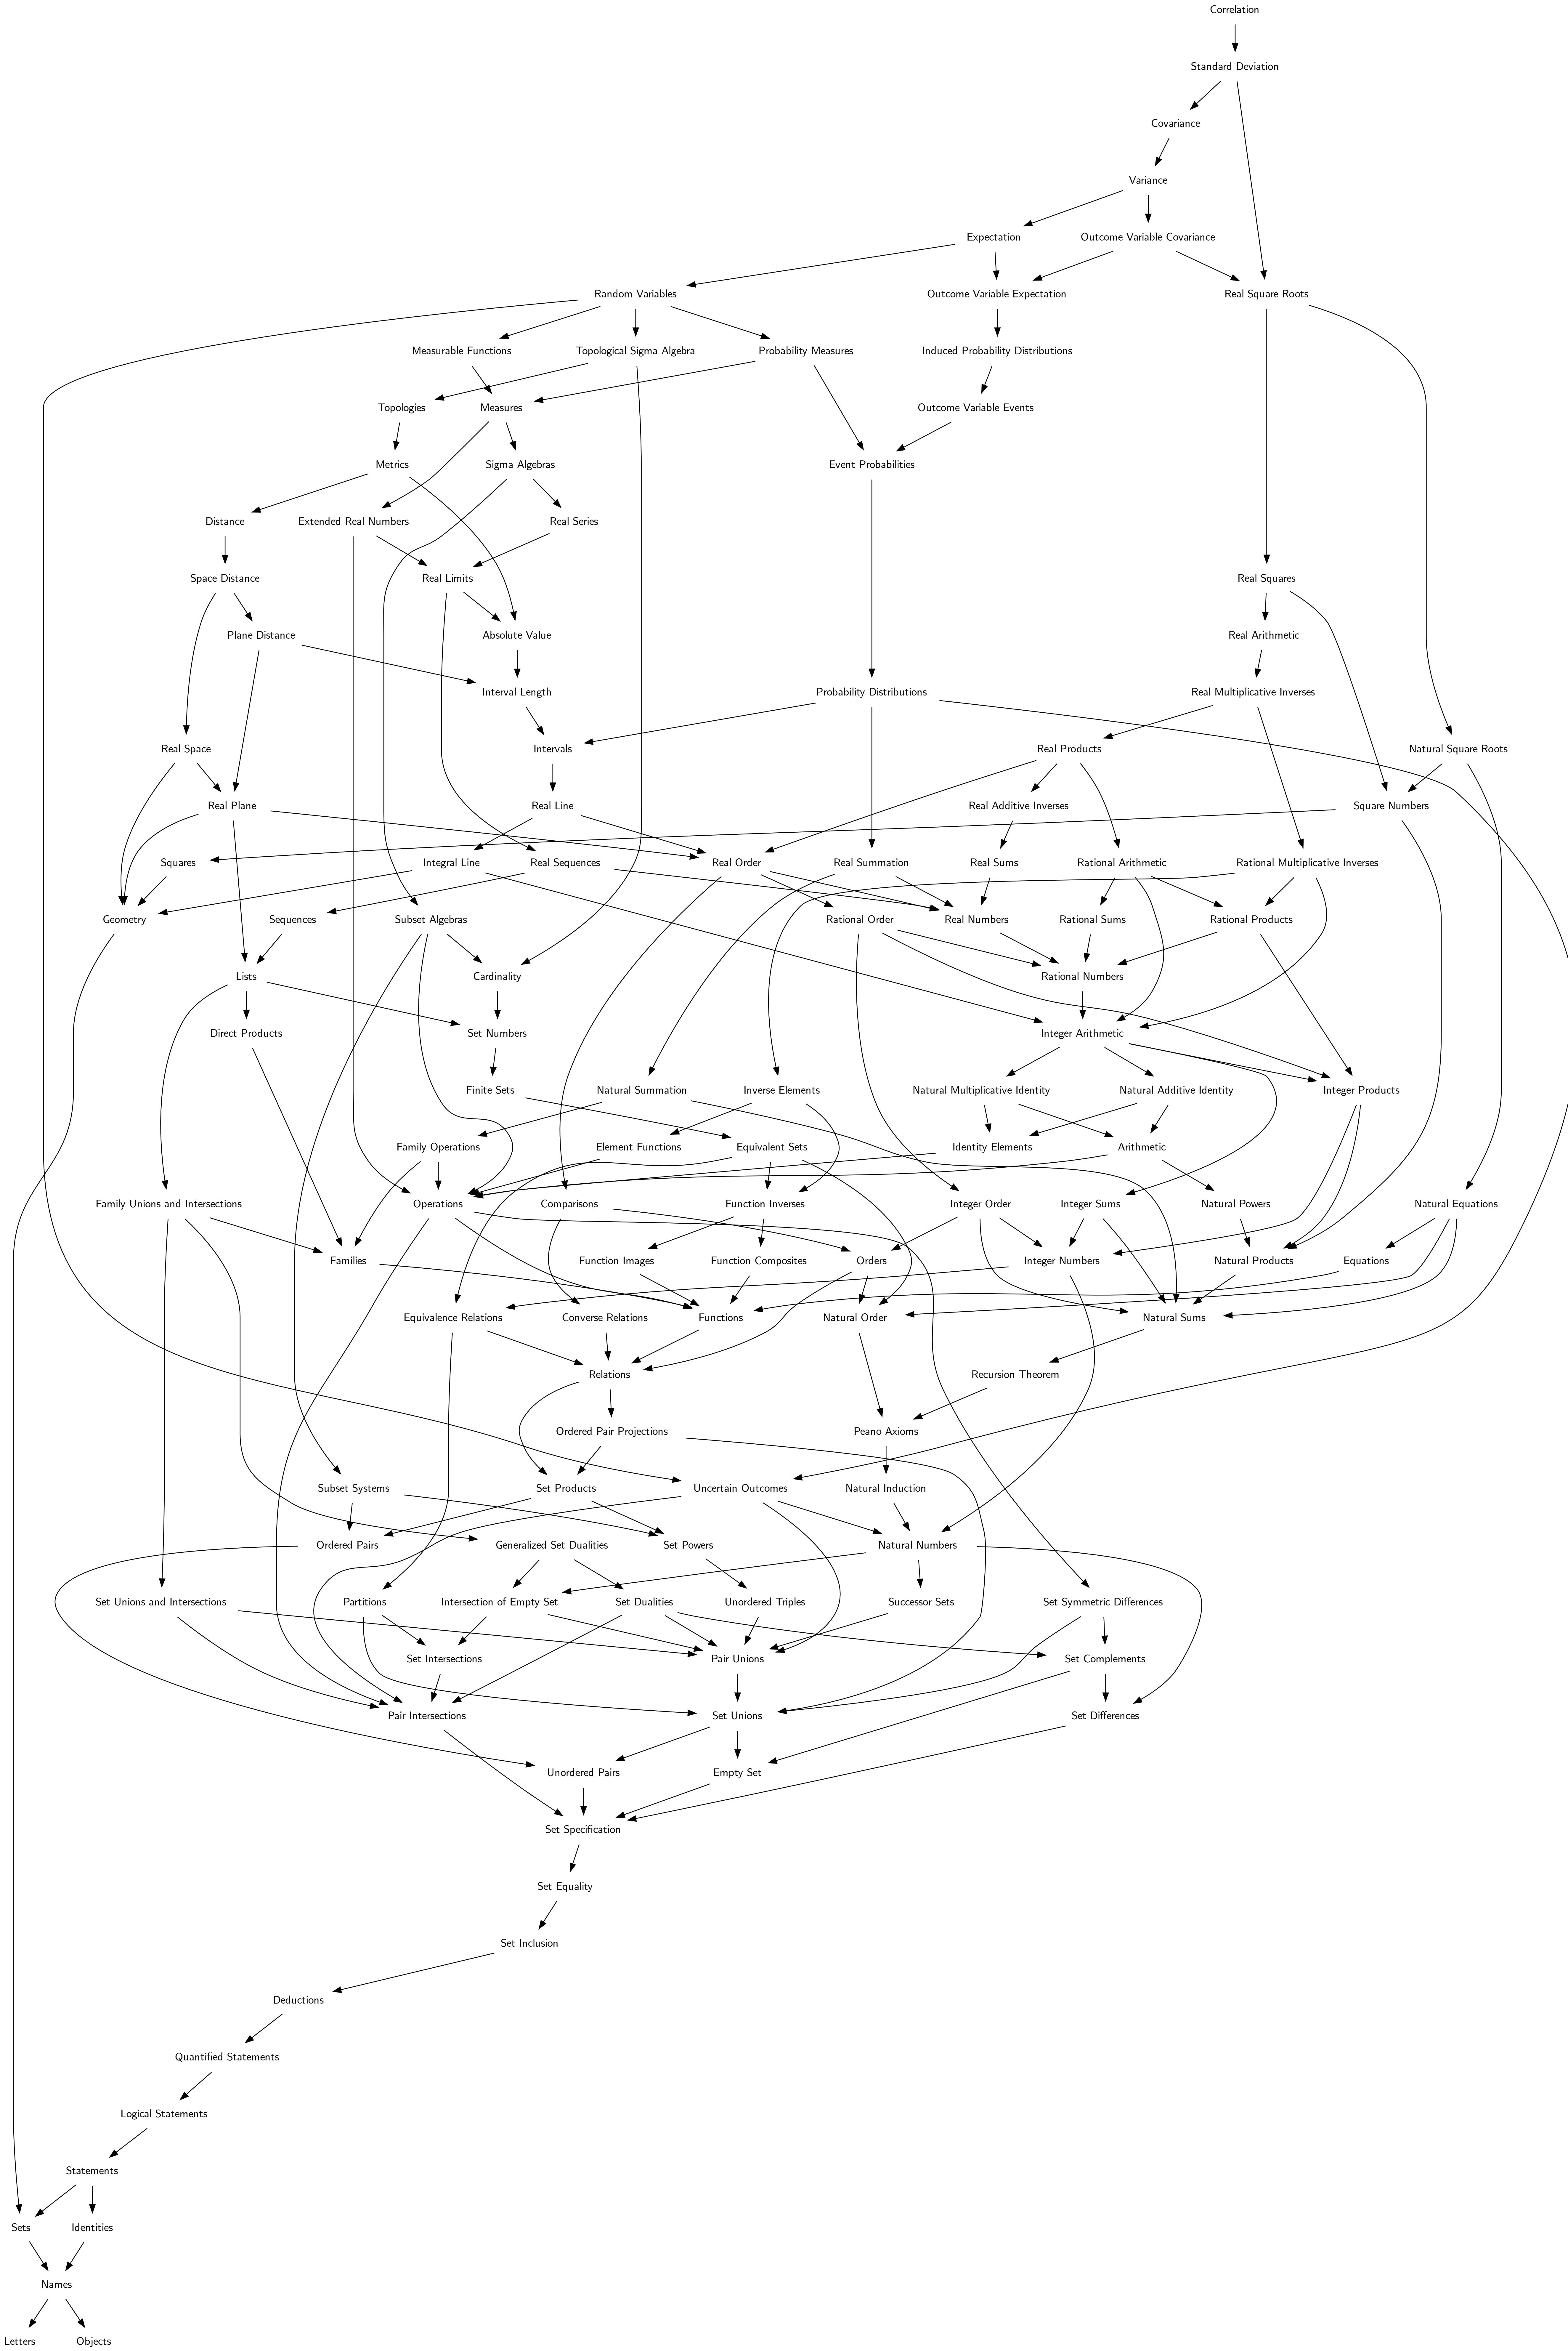 Correlation
Standard Deviation
Covariance
Variance
Expectation
Outcome Variable Covariance
Random Variables
Outcome Variable Expectation
Real Square Roots
Measurable Functions
Topological Sigma Algebra
Probability Measures
Induced Probability Distributions
Topologies
Measures
Outcome Variable Events
Metrics
Sigma Algebras
Event Probabilities
Distance
Extended Real Numbers
Real Series
Space Distance
Real Limits
Real Squares
Plane Distance
Absolute Value
Real Arithmetic
Interval Length
Probability Distributions
Real Multiplicative Inverses
Real Space
Intervals
Real Products
Natural Square Roots
Real Plane
Real Line
Real Additive Inverses
Square Numbers
Squares
Integral Line
Real Sequences
Real Order
Real Summation
Real Sums
Rational Arithmetic
Rational Multiplicative Inverses
Geometry
Sequences
Subset Algebras
Rational Order
Real Numbers
Rational Sums
Rational Products
Lists
Cardinality
Rational Numbers
Direct Products
Set Numbers
Integer Arithmetic
Finite Sets
Natural Summation
Inverse Elements
Natural Multiplicative Identity
Natural Additive Identity
Integer Products
Family Operations
Element Functions
Equivalent Sets
Identity Elements
Arithmetic
Family Unions and Intersections
Operations
Comparisons
Function Inverses
Integer Order
Integer Sums
Natural Powers
Natural Equations
Families
Function Images
Function Composites
Orders
Integer Numbers
Natural Products
Equations
Equivalence Relations
Converse Relations
Functions
Natural Order
Natural Sums
Relations
Recursion Theorem
Ordered Pair Projections
Peano Axioms
Subset Systems
Set Products
Uncertain Outcomes
Natural Induction
Ordered Pairs
Generalized Set Dualities
Set Powers
Natural Numbers
Set Unions and Intersections
Partitions
Intersection of Empty Set
Set Dualities
Unordered Triples
Successor Sets
Set Symmetric Differences
Set Intersections
Pair Unions
Set Complements
Pair Intersections
Set Unions
Set Differences
Unordered Pairs
Empty Set
Set Specification
Set Equality
Set Inclusion
Deductions
Quantified Statements
Logical Statements
Statements
Sets
Identities
Names
Letters
Objects